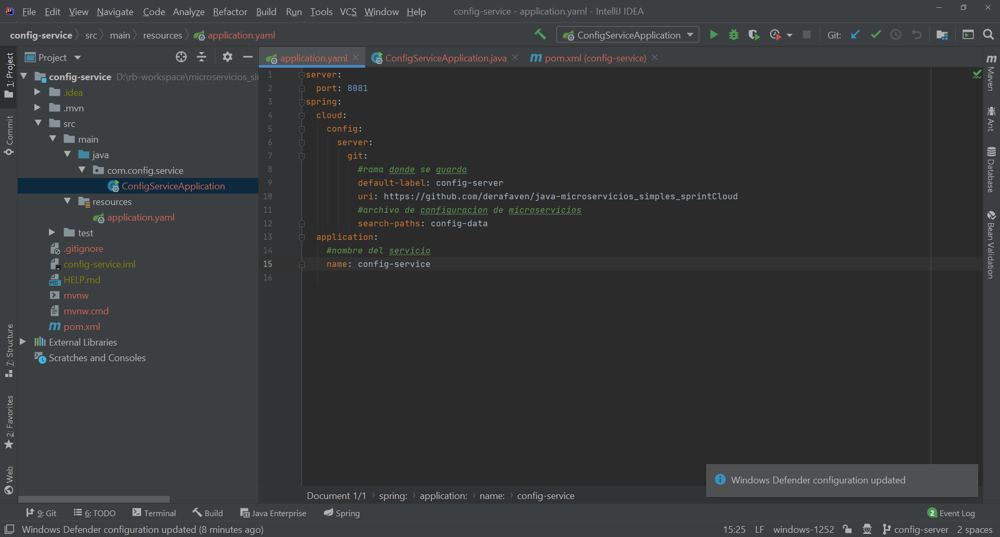 File Edit View Navigate Code Analyze Refactor Build Run Tools VCS Window Help config-service - application.yaml - IntelliJ IDEA
config-service src main resources application.yaml ConfigServiceApplication Git:
1: Project
Commit
7: Structure
2: Favorites
Web
Project
config-service D:\rb-workspace\microservicios_si
.idea
.mvn
src
main
java
com.config.service
ConfigServiceApplication
resources
application.yaml
test
.gitignore
config-service.iml
HELP.md
mvnw
mvnw.cmd
pom.xml
External Libraries
Scratches and Consoles
application.yaml ConfigServiceApplication.java pom.xml (config-service)
1 server:
2   port: 8081
3 spring:
4   cloud:
5     config:
6       server:
7         git:
8           #rama donde se guarda
9           default-label: config-server
10           uri: https://github.com/derafaven/java-microservicios_simples_sprintCloud
11           #archivo de configuracion de microservicios
12           search-paths: config-data
13   application:
14     #nombre del servicio
15     name: config-service
16
Maven
Ant
Database
Bean Validation
Windows Defender configuration updated
Document 1/1 spring: application: name: config-service
9: Git 6: TODO Terminal Build Java Enterprise Spring 2 Event Log
Windows Defender configuration updated (8 minutes ago) 15:25 LF windows-1252 config-server 2 spaces